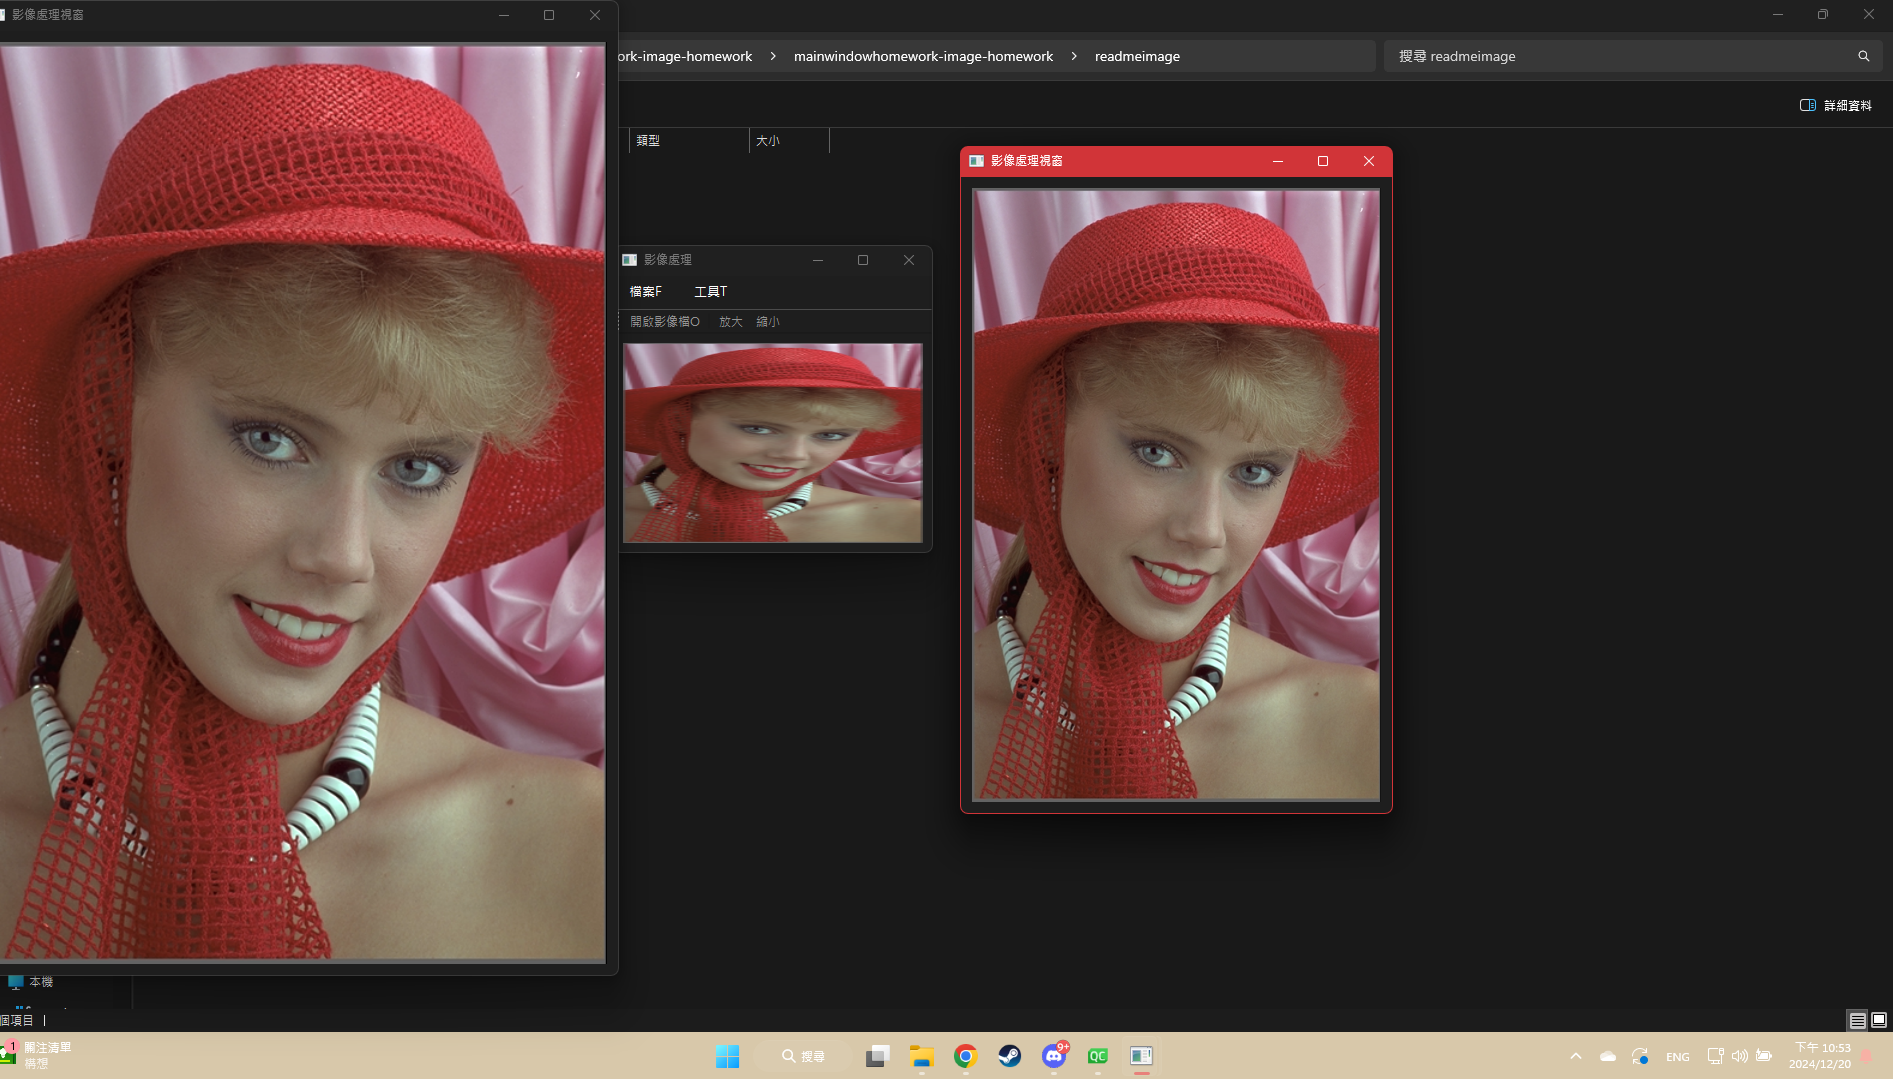 影像處理視窗
ork-image-homework > mainwindowhomework-image-homework > readmeimage
搜尋 readmeimage
詳細資料
類型
大小
影像處理視窗
影像處理
檔案F 工具T
開啟影像檔O 放大 縮小
本機
個項目
1
關注清單
構想
搜尋
9+
QC
ENG
下午 10:53
2024/12/20